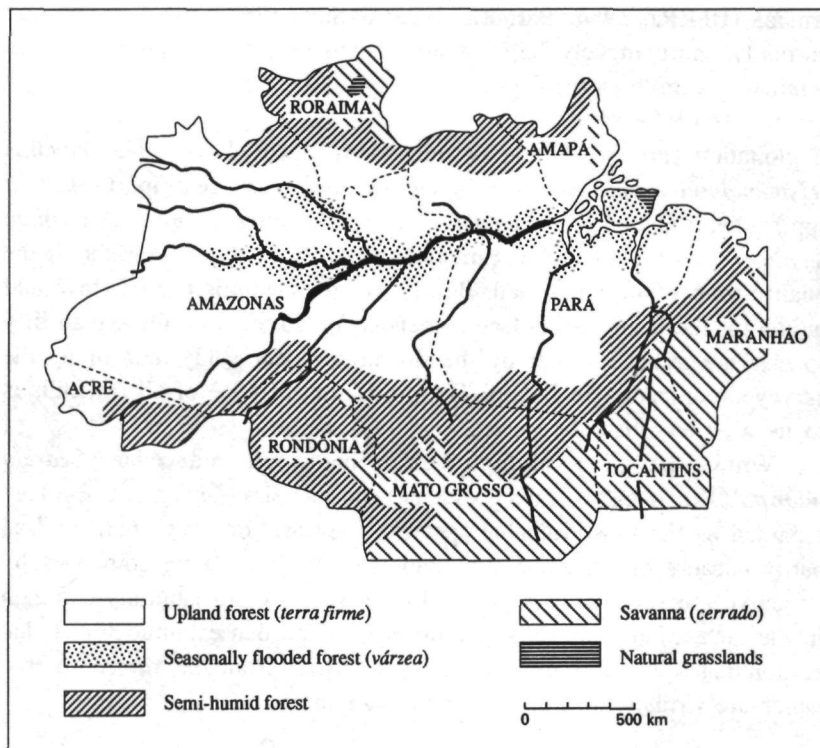 RORAIMA
AMAPÁ
AMAZONAS
PARÁ
MARANHÃO
ACRE
RONDÔNIA
MATO GROSSO
TOCANTINS
Upland forest (terra firme)
Seasonally flooded forest (várzea)
Semi-humid forest
Savanna (cerrado)
Natural grasslands
0 500 km